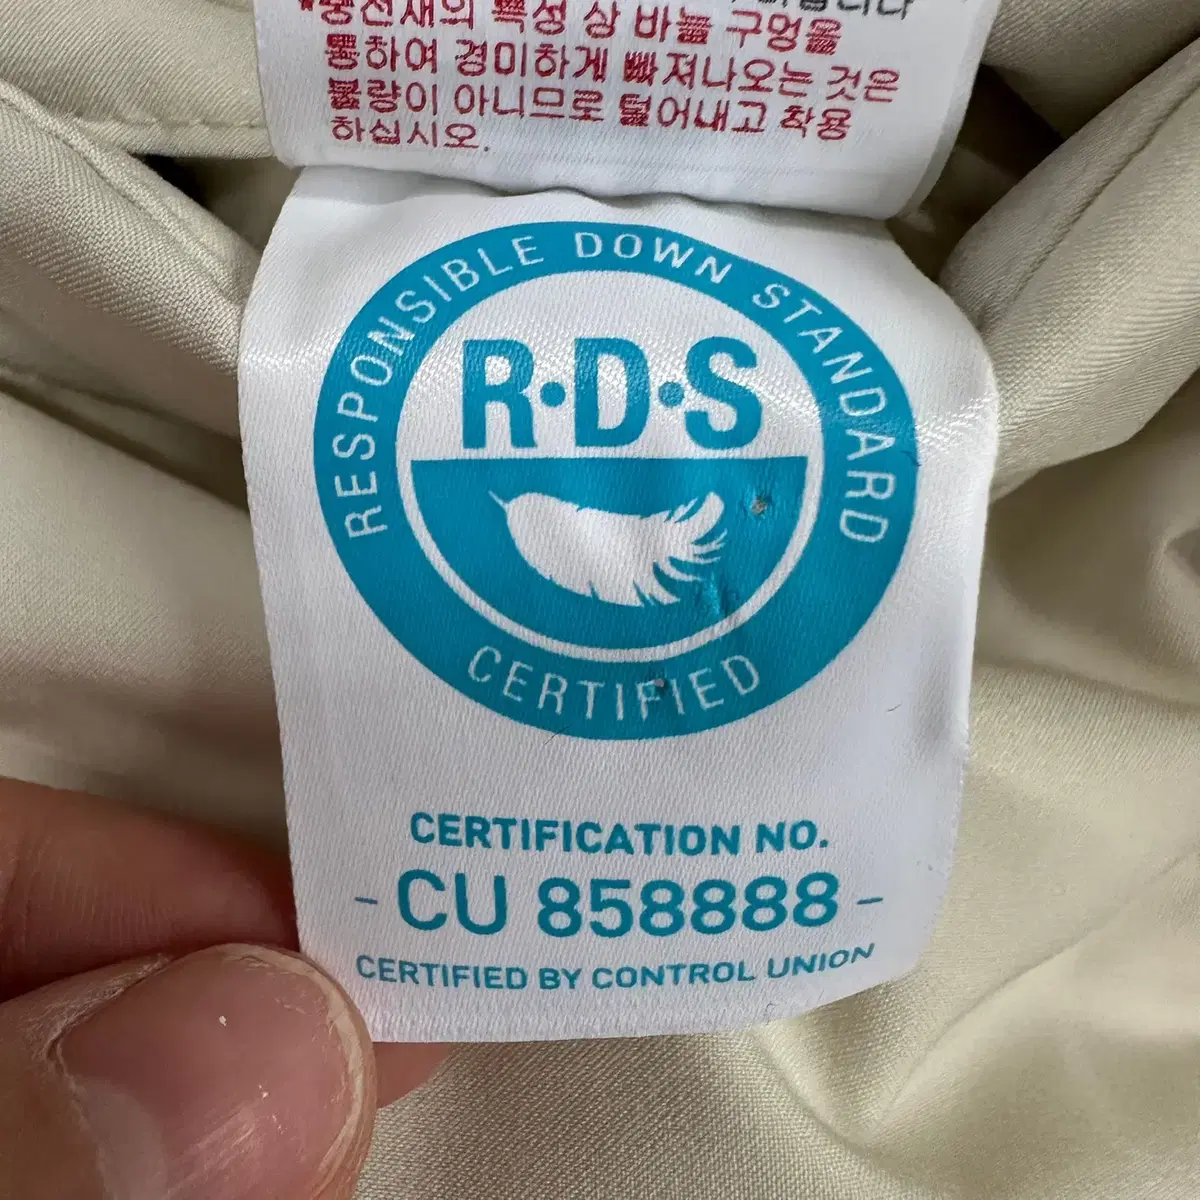 *충전재의 특성 상 바늘 구멍을
통하여 경미하게 빠져나오는 것은
불량이 아니므로 털어내고 착용
하십시오.
RESPONSIBLE DOWN STANDARD
R·D·S
CERTIFIED
CERTIFICATION NO.
- CU 858888 -
CERTIFIED BY CONTROL UNION